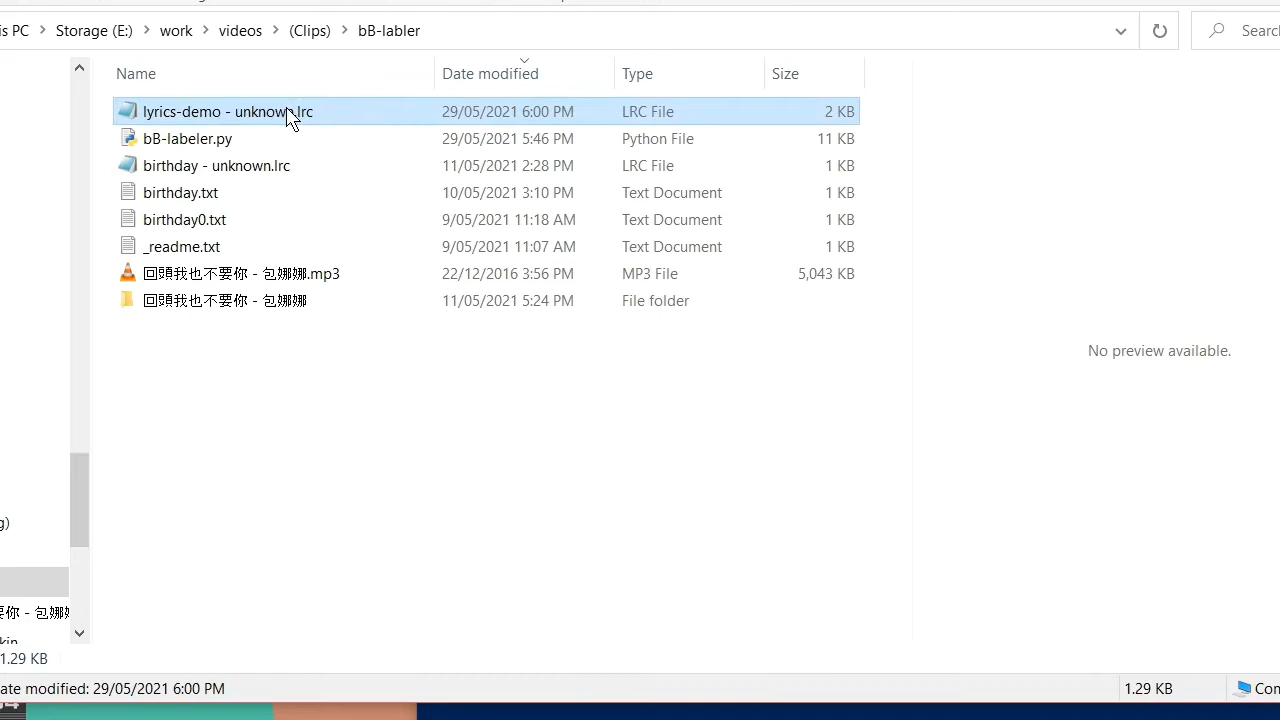 is PC > Storage (E:) > work > videos > (Clips) > bB-labler
Searc
Name Date modified Type Size
lyrics-demo - unknown.lrc 29/05/2021 6:00 PM LRC File 2 KB
bB-labeler.py 29/05/2021 5:46 PM Python File 11 KB
birthday - unknown.lrc 11/05/2021 2:28 PM LRC File 1 KB
birthday.txt 10/05/2021 3:10 PM Text Document 1 KB
birthday0.txt 9/05/2021 11:18 AM Text Document 1 KB
_readme.txt 9/05/2021 11:07 AM Text Document 1 KB
回頭我也不要你 - 包娜娜.mp3 22/12/2016 3:56 PM MP3 File 5,043 KB
回頭我也不要你 - 包娜娜 11/05/2021 5:24 PM File folder
No preview available.
g)
要你 - 包娜
kin
1.29 KB
ate modified: 29/05/2021 6:00 PM
1.29 KB
Com